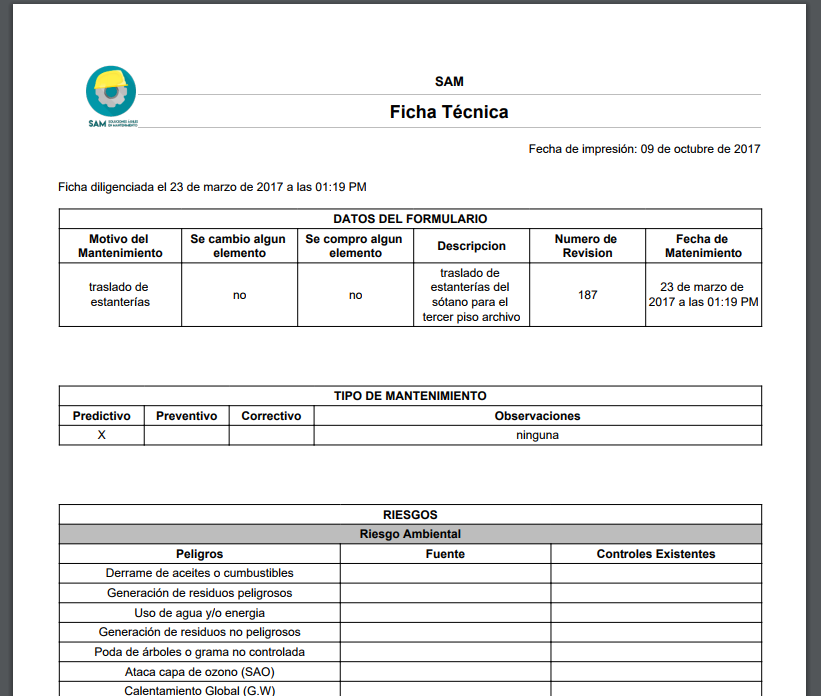 SAM
Ficha Técnica
SAM SOLUCIONES AGILES
EN MANTENIMIENTO
Fecha de impresión: 09 de octubre de 2017
Ficha diligenciada el 23 de marzo de 2017 a las 01:19 PM
DATOS DEL FORMULARIO
Motivo del Mantenimiento Se cambio algun elemento Se compro algun elemento Descripcion Numero de Revision Fecha de Matenimiento
traslado de estanterías no no traslado de estanterías del sótano para el tercer piso archivo 187 23 de marzo de 2017 a las 01:19 PM
TIPO DE MANTENIMIENTO
Predictivo Preventivo Correctivo Observaciones
X ninguna
RIESGOS
Riesgo Ambiental
Peligros Fuente Controles Existentes
Derrame de aceites o cumbustibles
Generación de residuos peligrosos
Uso de agua y/o energia
Generación de residuos no peligrosos
Poda de árboles o grama no controlada
Ataca capa de ozono (SAO)
Calentamiento Global (G.W)